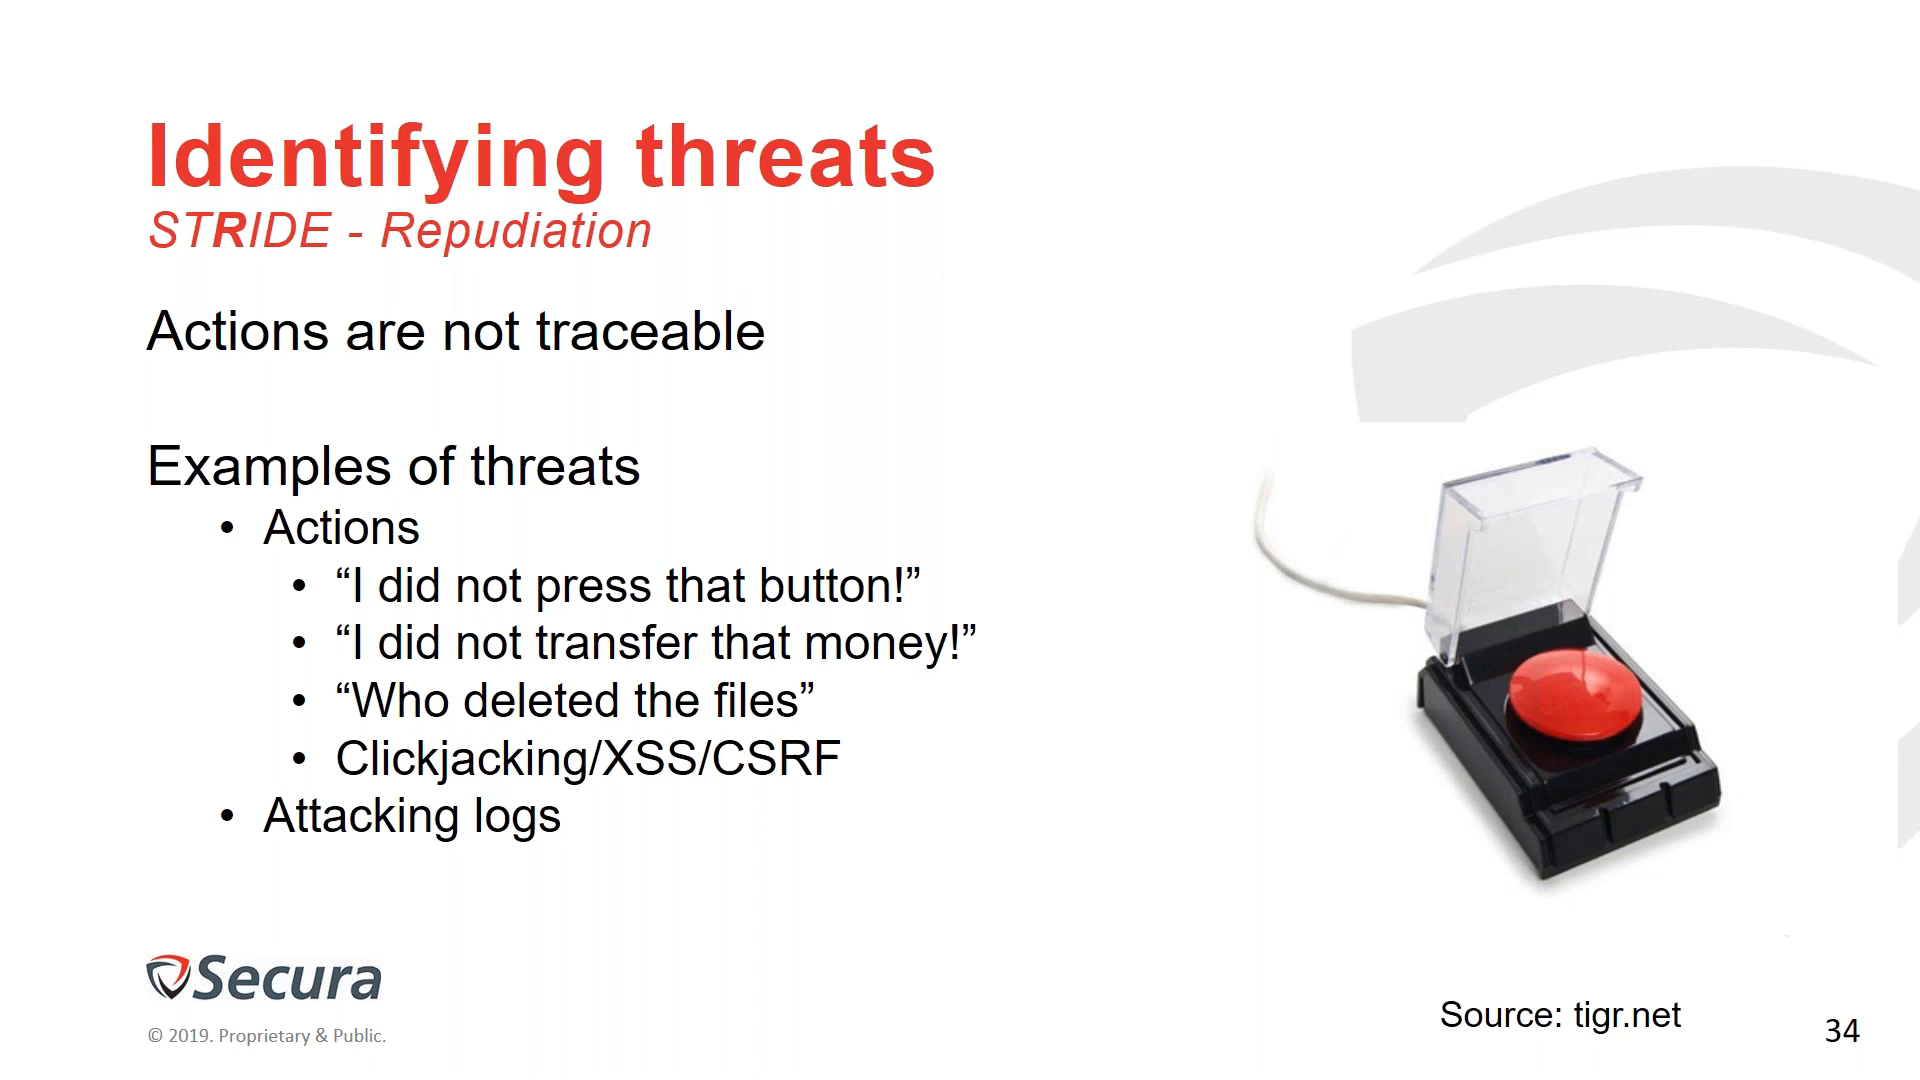 Identifying threats
STRIDE - Repudiation
Actions are not traceable
Examples of threats
• Actions
• “I did not press that button!”
• “I did not transfer that money!”
• “Who deleted the files”
• Clickjacking/XSS/CSRF
• Attacking logs
Secura
© 2019. Proprietary & Public.
Source: tigr.net
34